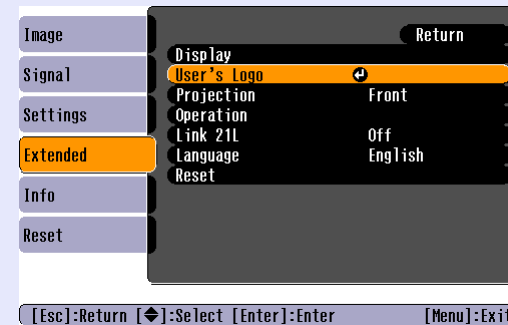 Image
Signal
Settings
Extended
Info
Reset
Return
Display
User's Logo
Projection Front
Operation
Link 21L Off
Language English
Reset
[Esc]:Return [ ]:Select [Enter]:Enter [Menu]:Exit